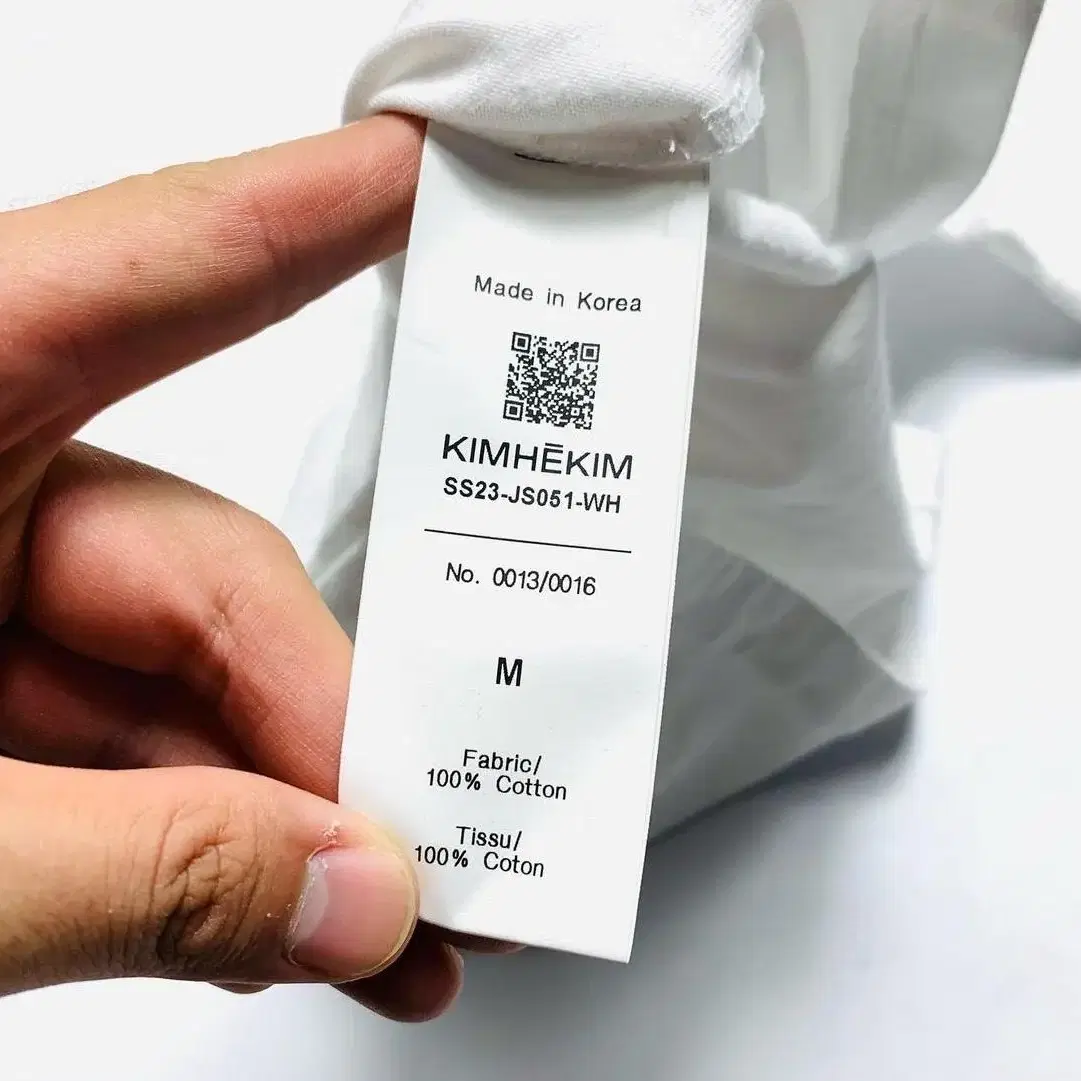 Made in Korea
KIMHĒKIM
SS23-JS051-WH
No. 0013/0016
M
Fabric/
100% Cotton
Tissu/
100% Coton